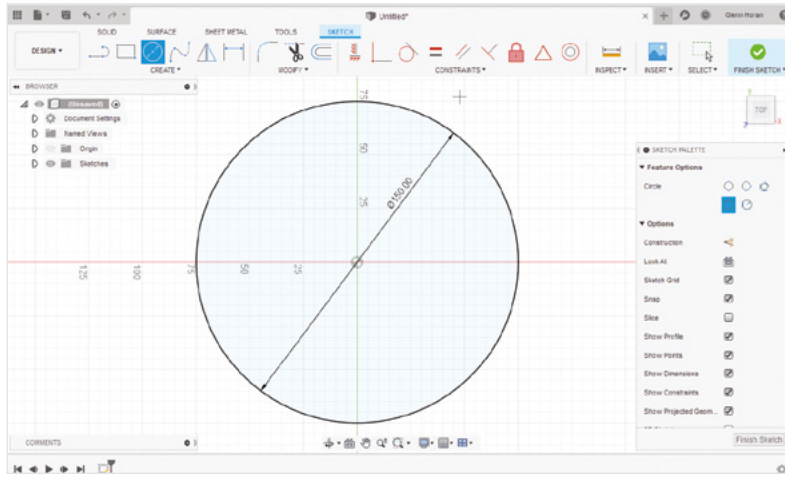 Untitled*
Glenn Horan
SOLID SURFACE SHEET METAL TOOLS SKETCH
DESIGN
CREATE MODIFY CONSTRAINTS INSPECT INSERT SELECT FINISH SKETCH
BROWSER
(Unsaved)
Document Settings
Named Views
Origin
Sketches
TOP
75
50
25
Ø150.00
125
100
75
50
25
SKETCH PALETTE
Feature Options
Circle
Options
Construction
Look At
Sketch Grid
Snap
Slice
Show Profile
Show Points
Show Dimensions
Show Constraints
Show Projected Geom...
Finish Sketch
COMMENTS